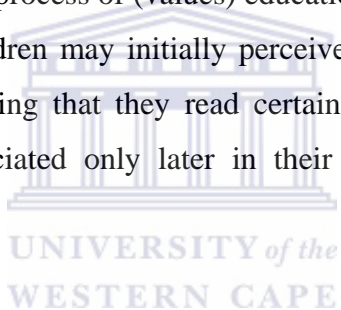 process of (values) education
dren may initially perceive
ing that they read certain
ciated only later in their
UNIVERSITY of the
WESTERN CAPE